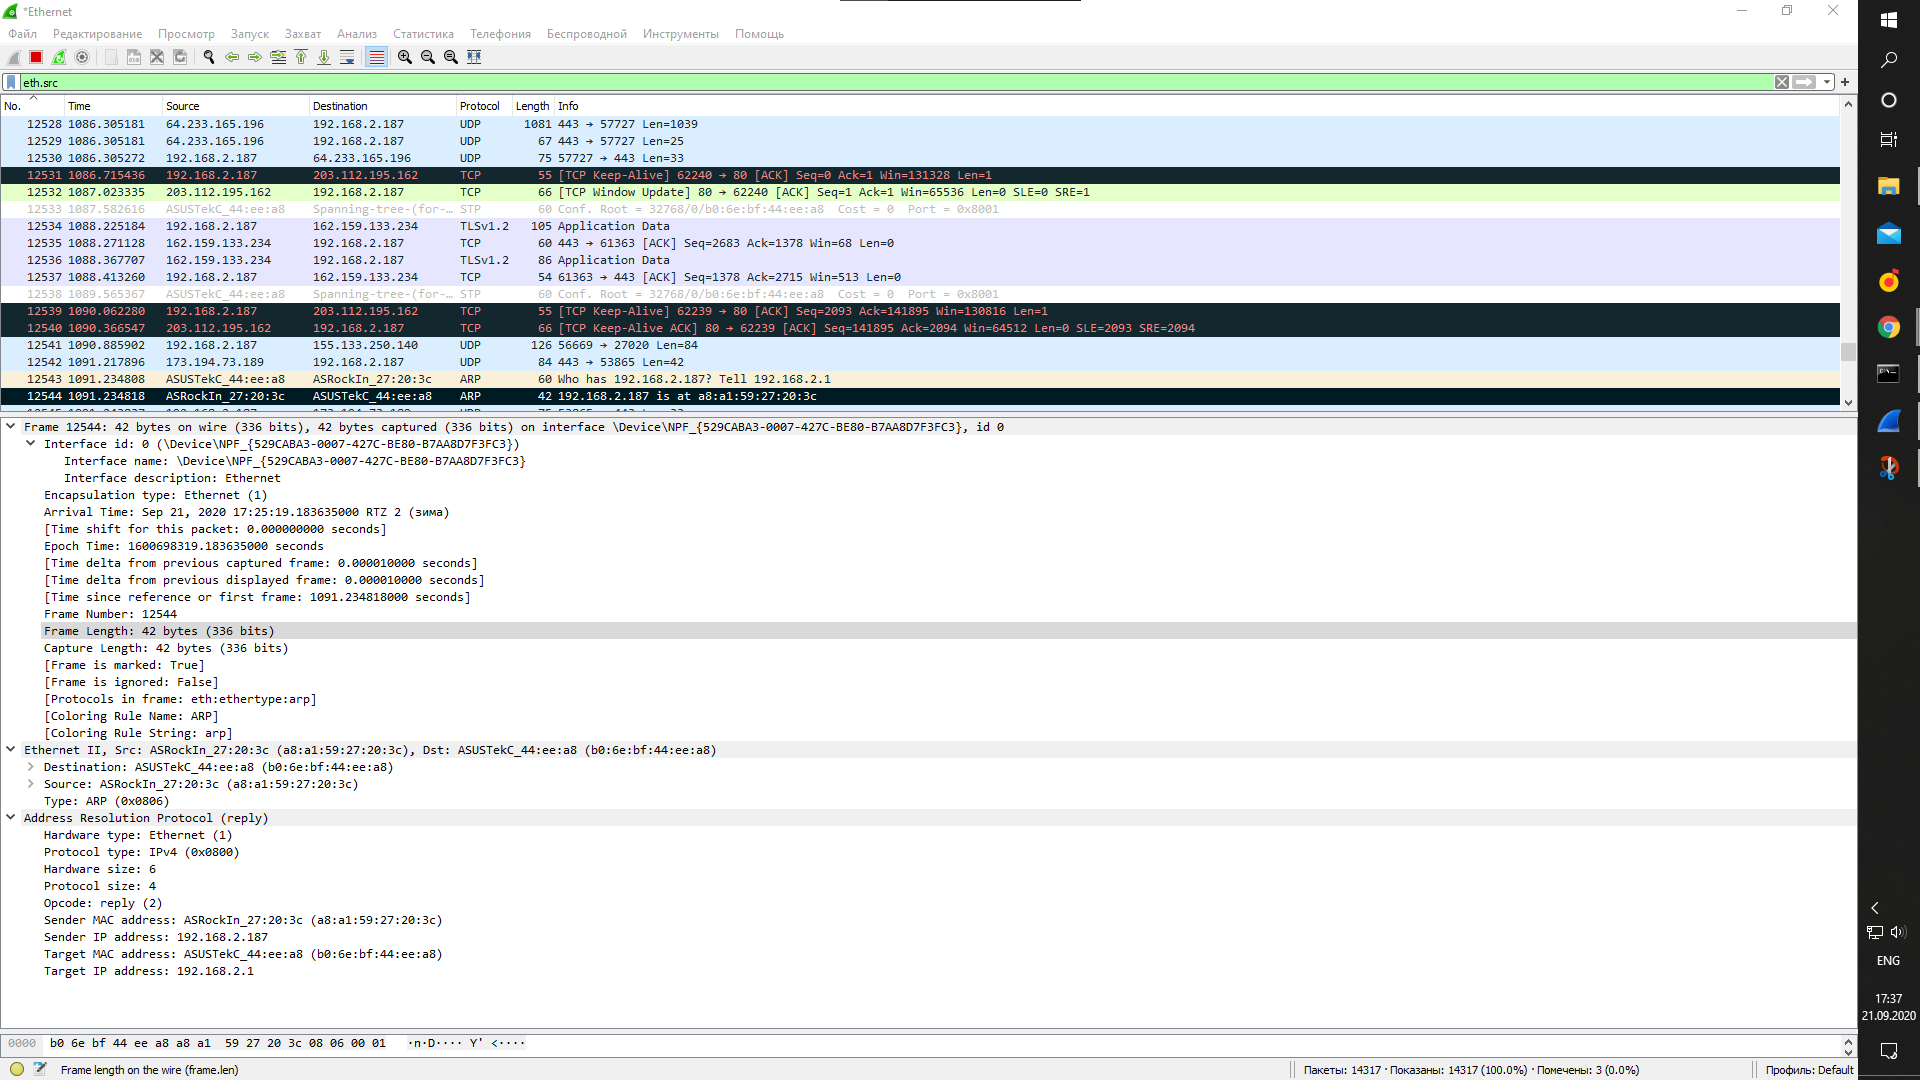 *Ethernet
Файл Редактирование Просмотр Запуск Захват Анализ Статистика Телефония Беспроводной Инструменты Помощь
eth.src
No. Time Source Destination Protocol Length Info
12528 1086.305181 64.233.165.196 192.168.2.187 UDP 1081 443 → 57727 Len=1039
12529 1086.305181 64.233.165.196 192.168.2.187 UDP 67 443 → 57727 Len=25
12530 1086.305272 192.168.2.187 64.233.165.196 UDP 75 57727 → 443 Len=33
12531 1086.715436 192.168.2.187 203.112.195.162 TCP 55 [TCP Keep-Alive] 62240 → 80 [ACK] Seq=0 Ack=1 Win=131328 Len=1
12532 1087.023335 203.112.195.162 192.168.2.187 TCP 66 [TCP Window Update] 80 → 62240 [ACK] Seq=1 Ack=1 Win=65536 Len=0 SLE=0 SRE=1
12533 1087.582616 ASUSTekC_44:ee:a8 Spanning-tree-(for-… STP 60 Conf. Root = 32768/0/b0:6e:bf:44:ee:a8 Cost = 0 Port = 0x8001
12534 1088.225184 192.168.2.187 162.159.133.234 TLSv1.2 105 Application Data
12535 1088.271128 162.159.133.234 192.168.2.187 TCP 60 443 → 61363 [ACK] Seq=2683 Ack=1378 Win=68 Len=0
12536 1088.367707 162.159.133.234 192.168.2.187 TLSv1.2 86 Application Data
12537 1088.413260 192.168.2.187 162.159.133.234 TCP 54 61363 → 443 [ACK] Seq=1378 Ack=2715 Win=513 Len=0
12538 1089.565367 ASUSTekC_44:ee:a8 Spanning-tree-(for-… STP 60 Conf. Root = 32768/0/b0:6e:bf:44:ee:a8 Cost = 0 Port = 0x8001
12539 1090.062280 192.168.2.187 203.112.195.162 TCP 55 [TCP Keep-Alive] 62239 → 80 [ACK] Seq=2093 Ack=141895 Win=130816 Len=1
12540 1090.366547 203.112.195.162 192.168.2.187 TCP 66 [TCP Keep-Alive ACK] 80 → 62239 [ACK] Seq=141895 Ack=2094 Win=64512 Len=0 SLE=2093 SRE=2094
12541 1090.885902 192.168.2.187 155.133.250.140 UDP 126 56669 → 27020 Len=84
12542 1091.217896 173.194.73.189 192.168.2.187 UDP 84 443 → 53865 Len=42
12543 1091.234808 ASUSTekC_44:ee:a8 ASRockIn_27:20:3c ARP 60 Who has 192.168.2.187? Tell 192.168.2.1
12544 1091.234818 ASRockIn_27:20:3c ASUSTekC_44:ee:a8 ARP 42 192.168.2.187 is at a8:a1:59:27:20:3c
Frame 12544: 42 bytes on wire (336 bits), 42 bytes captured (336 bits) on interface \Device\NPF_{529CABA3-0007-427C-BE80-B7AA8D7F3FC3}, id 0
Interface id: 0 (\Device\NPF_{529CABA3-0007-427C-BE80-B7AA8D7F3FC3})
Interface name: \Device\NPF_{529CABA3-0007-427C-BE80-B7AA8D7F3FC3}
Interface description: Ethernet
Encapsulation type: Ethernet (1)
Arrival Time: Sep 21, 2020 17:25:19.183635000 RTZ 2 (зима)
[Time shift for this packet: 0.000000000 seconds]
Epoch Time: 1600698319.183635000 seconds
[Time delta from previous captured frame: 0.000010000 seconds]
[Time delta from previous displayed frame: 0.000010000 seconds]
[Time since reference or first frame: 1091.234818000 seconds]
Frame Number: 12544
Frame Length: 42 bytes (336 bits)
Capture Length: 42 bytes (336 bits)
[Frame is marked: True]
[Frame is ignored: False]
[Protocols in frame: eth:ethertype:arp]
[Coloring Rule Name: ARP]
[Coloring Rule String: arp]
Ethernet II, Src: ASRockIn_27:20:3c (a8:a1:59:27:20:3c), Dst: ASUSTekC_44:ee:a8 (b0:6e:bf:44:ee:a8)
Destination: ASUSTekC_44:ee:a8 (b0:6e:bf:44:ee:a8)
Source: ASRockIn_27:20:3c (a8:a1:59:27:20:3c)
Type: ARP (0x0806)
Address Resolution Protocol (reply)
Hardware type: Ethernet (1)
Protocol type: IPv4 (0x0800)
Hardware size: 6
Protocol size: 4
Opcode: reply (2)
Sender MAC address: ASRockIn_27:20:3c (a8:a1:59:27:20:3c)
Sender IP address: 192.168.2.187
Target MAC address: ASUSTekC_44:ee:a8 (b0:6e:bf:44:ee:a8)
Target IP address: 192.168.2.1
0000 b0 6e bf 44 ee a8 a8 a1 59 27 20 3c 08 06 00 01 ·n·D···· Y' <····
Frame length on the wire (frame.len)
Пакеты: 14317 · Показаны: 14317 (100.0%) · Помечены: 3 (0.0%)
Профиль: Default
ENG
17:37
21.09.2020